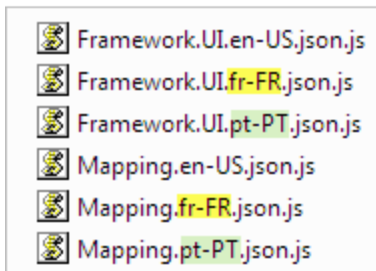 Framework.UI.en-US.json.js
Framework.UI.fr-FR.json.js
Framework.UI.pt-PT.json.js
Mapping.en-US.json.js
Mapping.fr-FR.json.js
Mapping.pt-PT.json.js